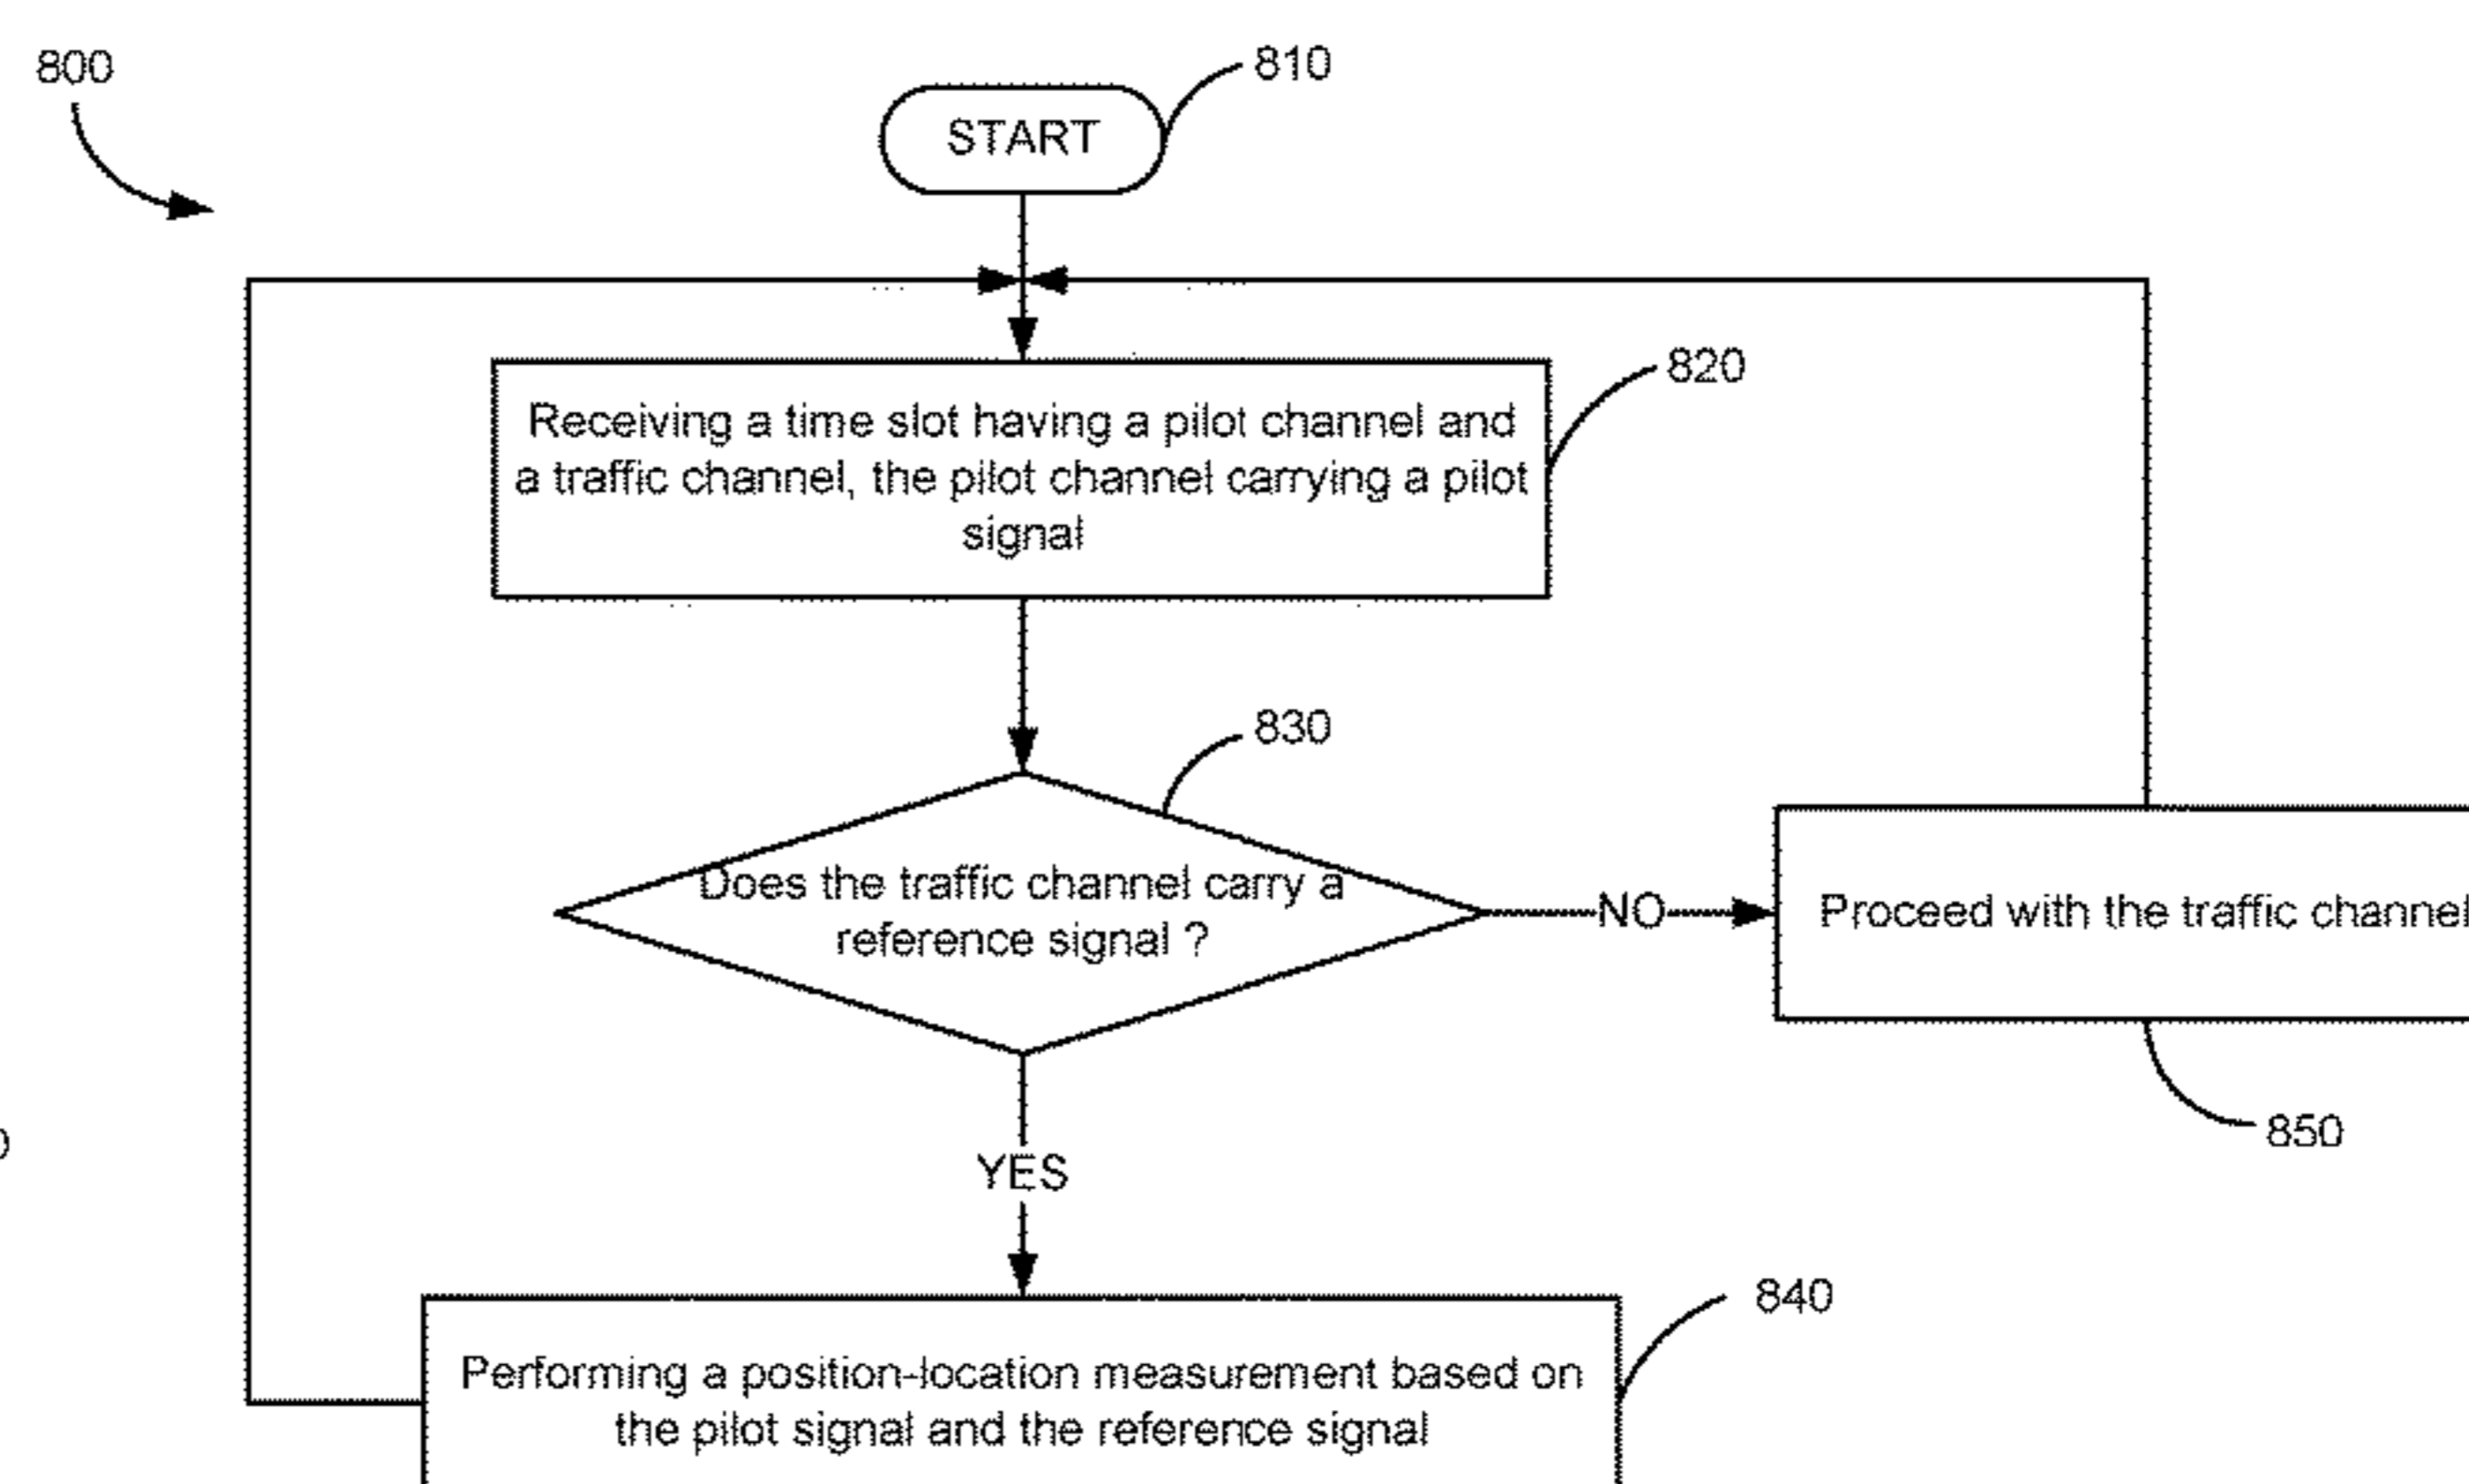 800
810
START
820
Receiving a time slot having a pilot channel and
a traffic channel, the pilot channel carrying a pilot
signal
830
Does the traffic channel carry a
reference signal ?
NO
Proceed with the traffic channel
850
YES
840
Performing a position-location measurement based on
the pilot signal and the reference signal